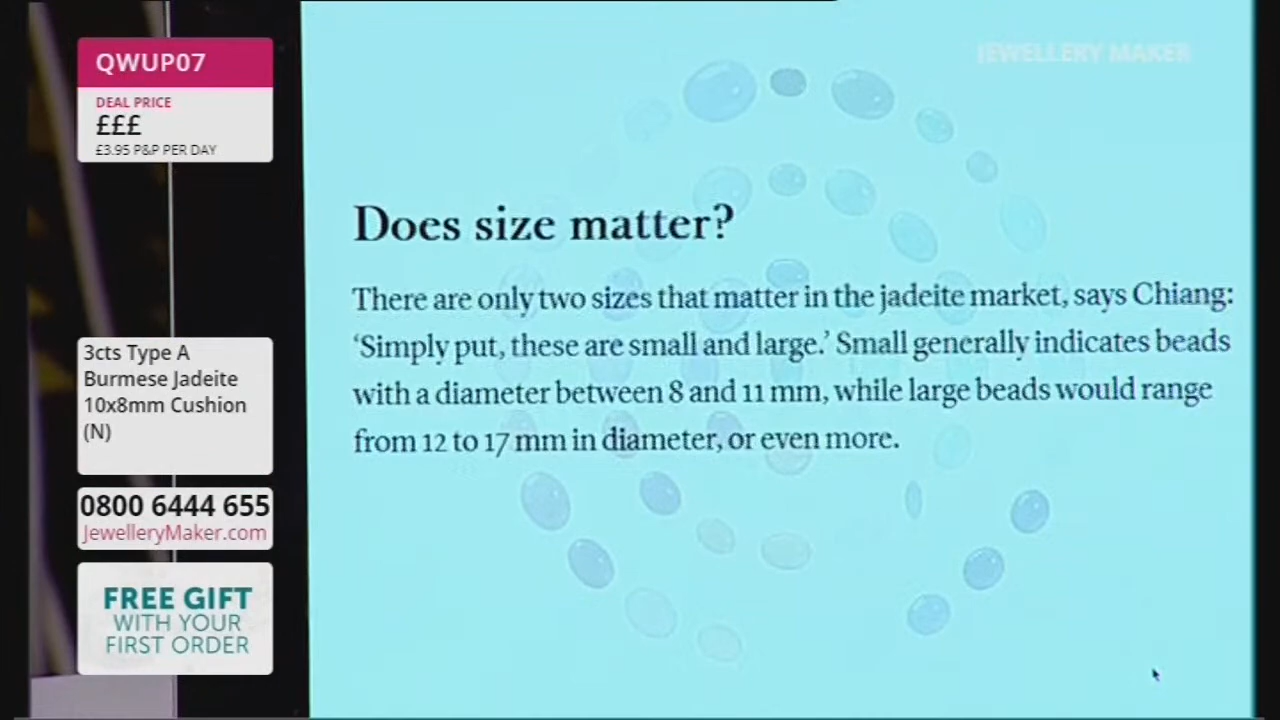 QWUP07
DEAL PRICE
£££
£3.95 P&P PER DAY
3cts Type A
Burmese Jadeite
10x8mm Cushion
(N)
0800 6444 655
JewelleryMaker.com
FREE GIFT
WITH YOUR
FIRST ORDER
JEWELLERY MAKER
Does size matter?
There are only two sizes that matter in the jadeite market, says Chiang:
‘Simply put, these are small and large.’ Small generally indicates beads
with a diameter between 8 and 11 mm, while large beads would range
from 12 to 17 mm in diameter, or even more.